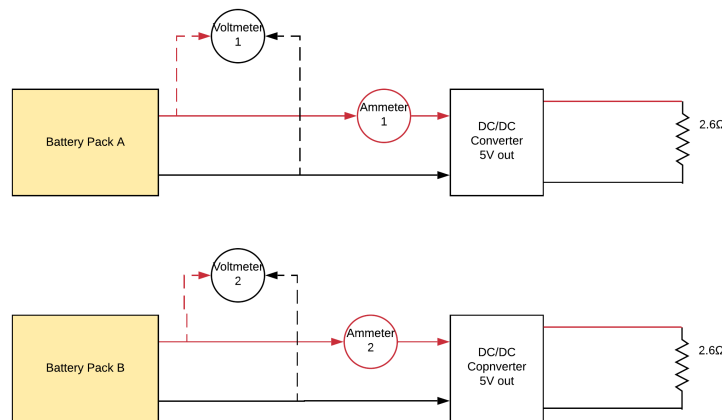 Voltmeter
1
Battery Pack A
Ammeter
1
DC/DC
Converter
5V out
2.6Ω
Voltmeter
2
Battery Pack B
Ammeter
2
DC/DC
Copnverter
5V out
2.6Ω